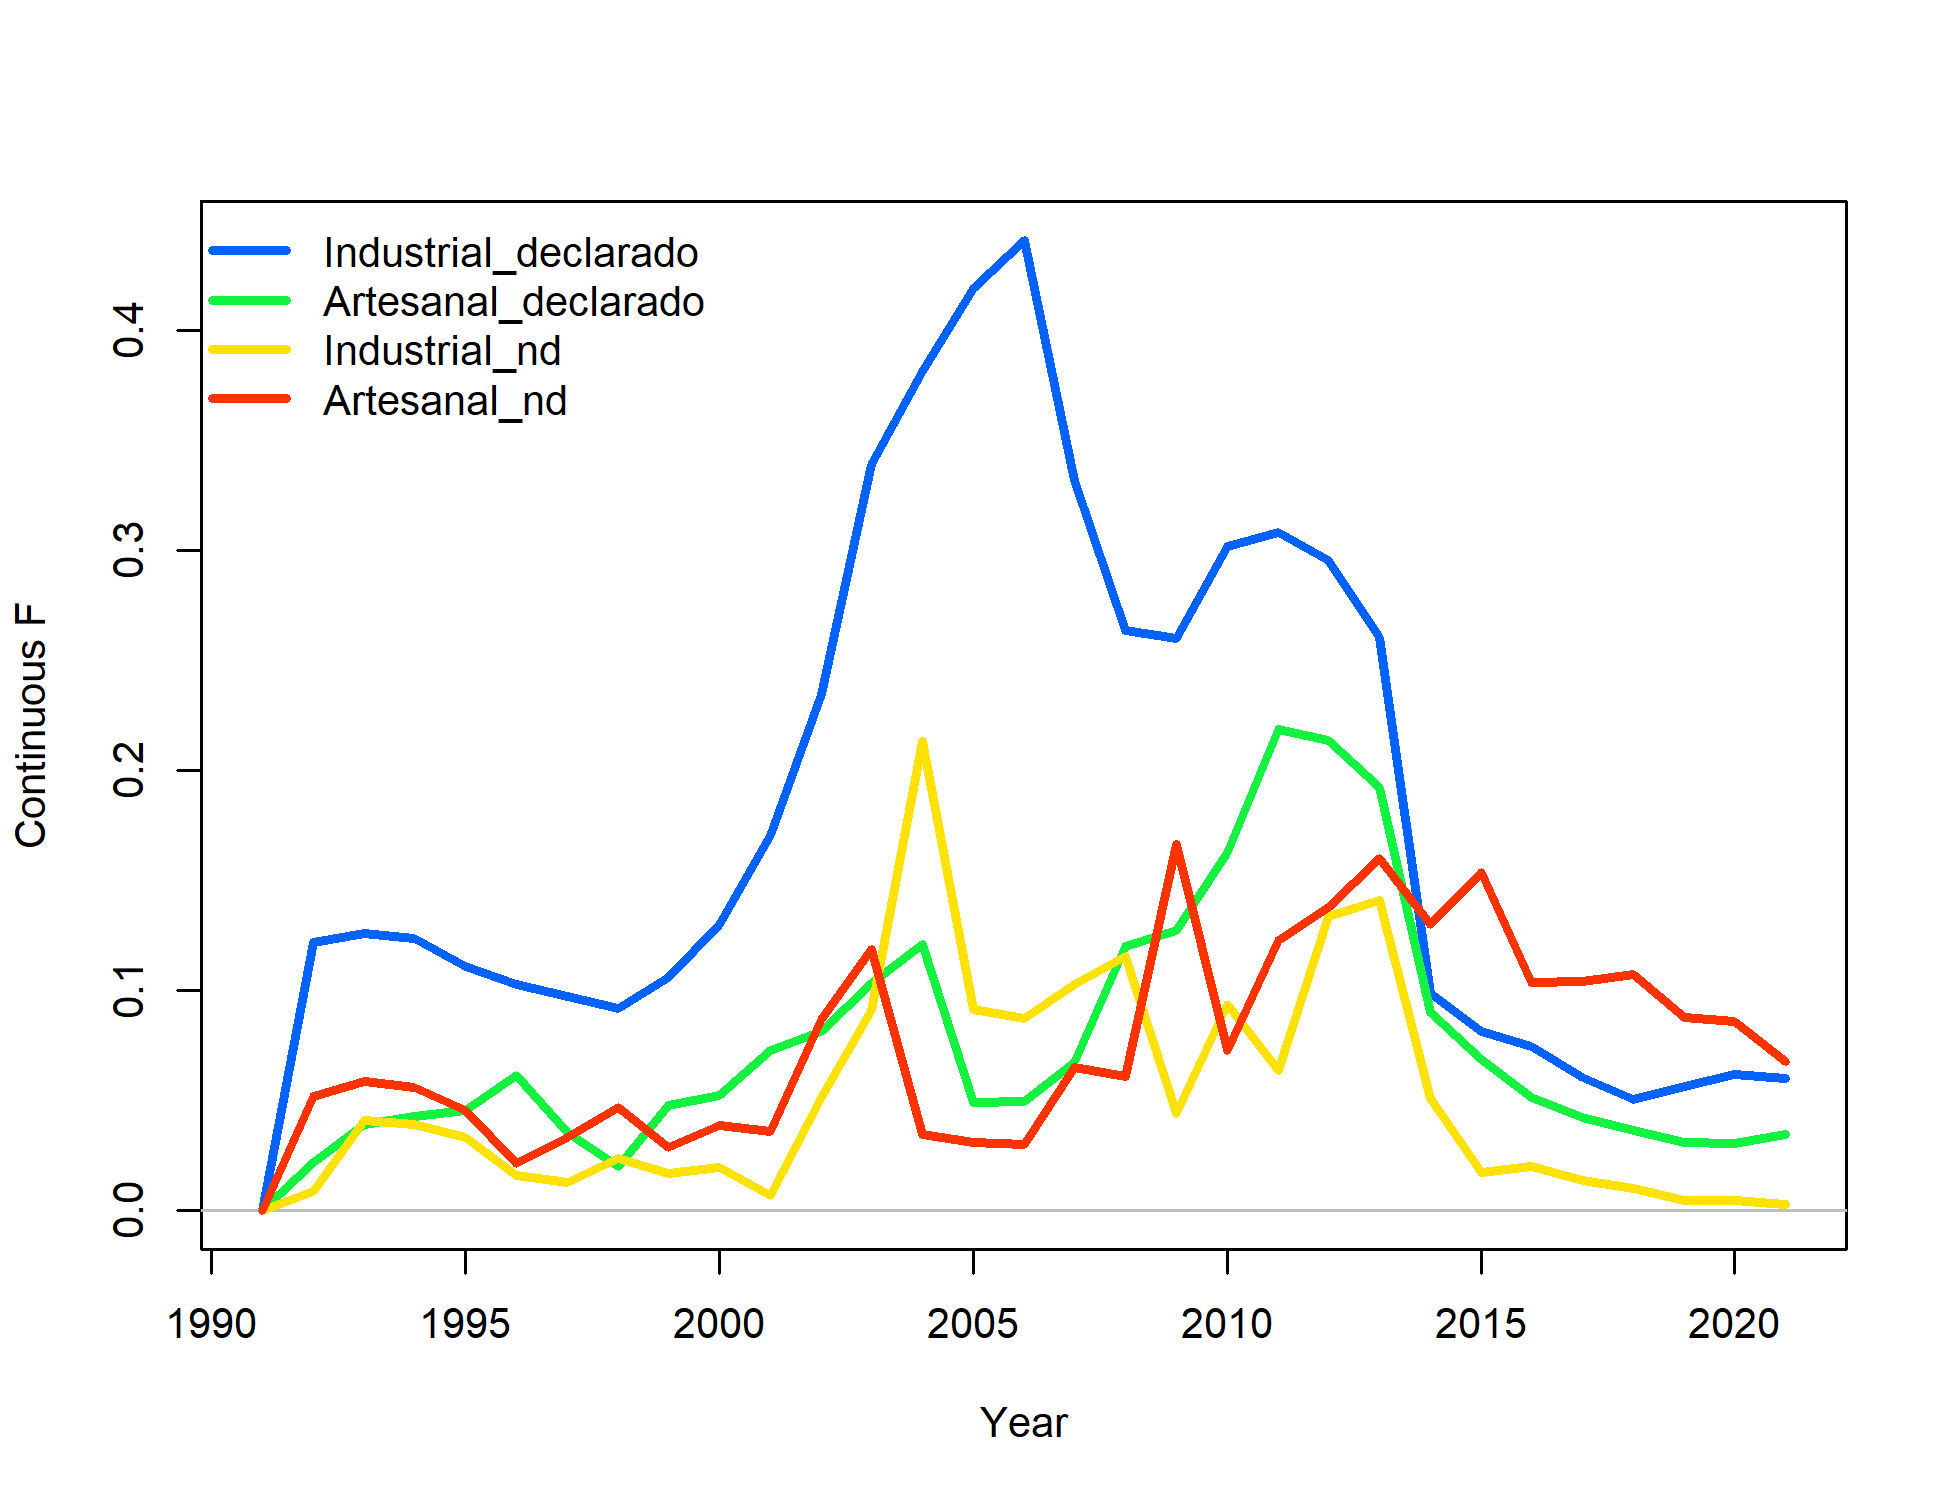 Industrial_declarado
Artesanal_declarado
Industrial_nd
Artesanal_nd
Continuous F
0.4
0.3
0.2
0.1
0.0
1990 1995 2000 2005 2010 2015 2020
Year